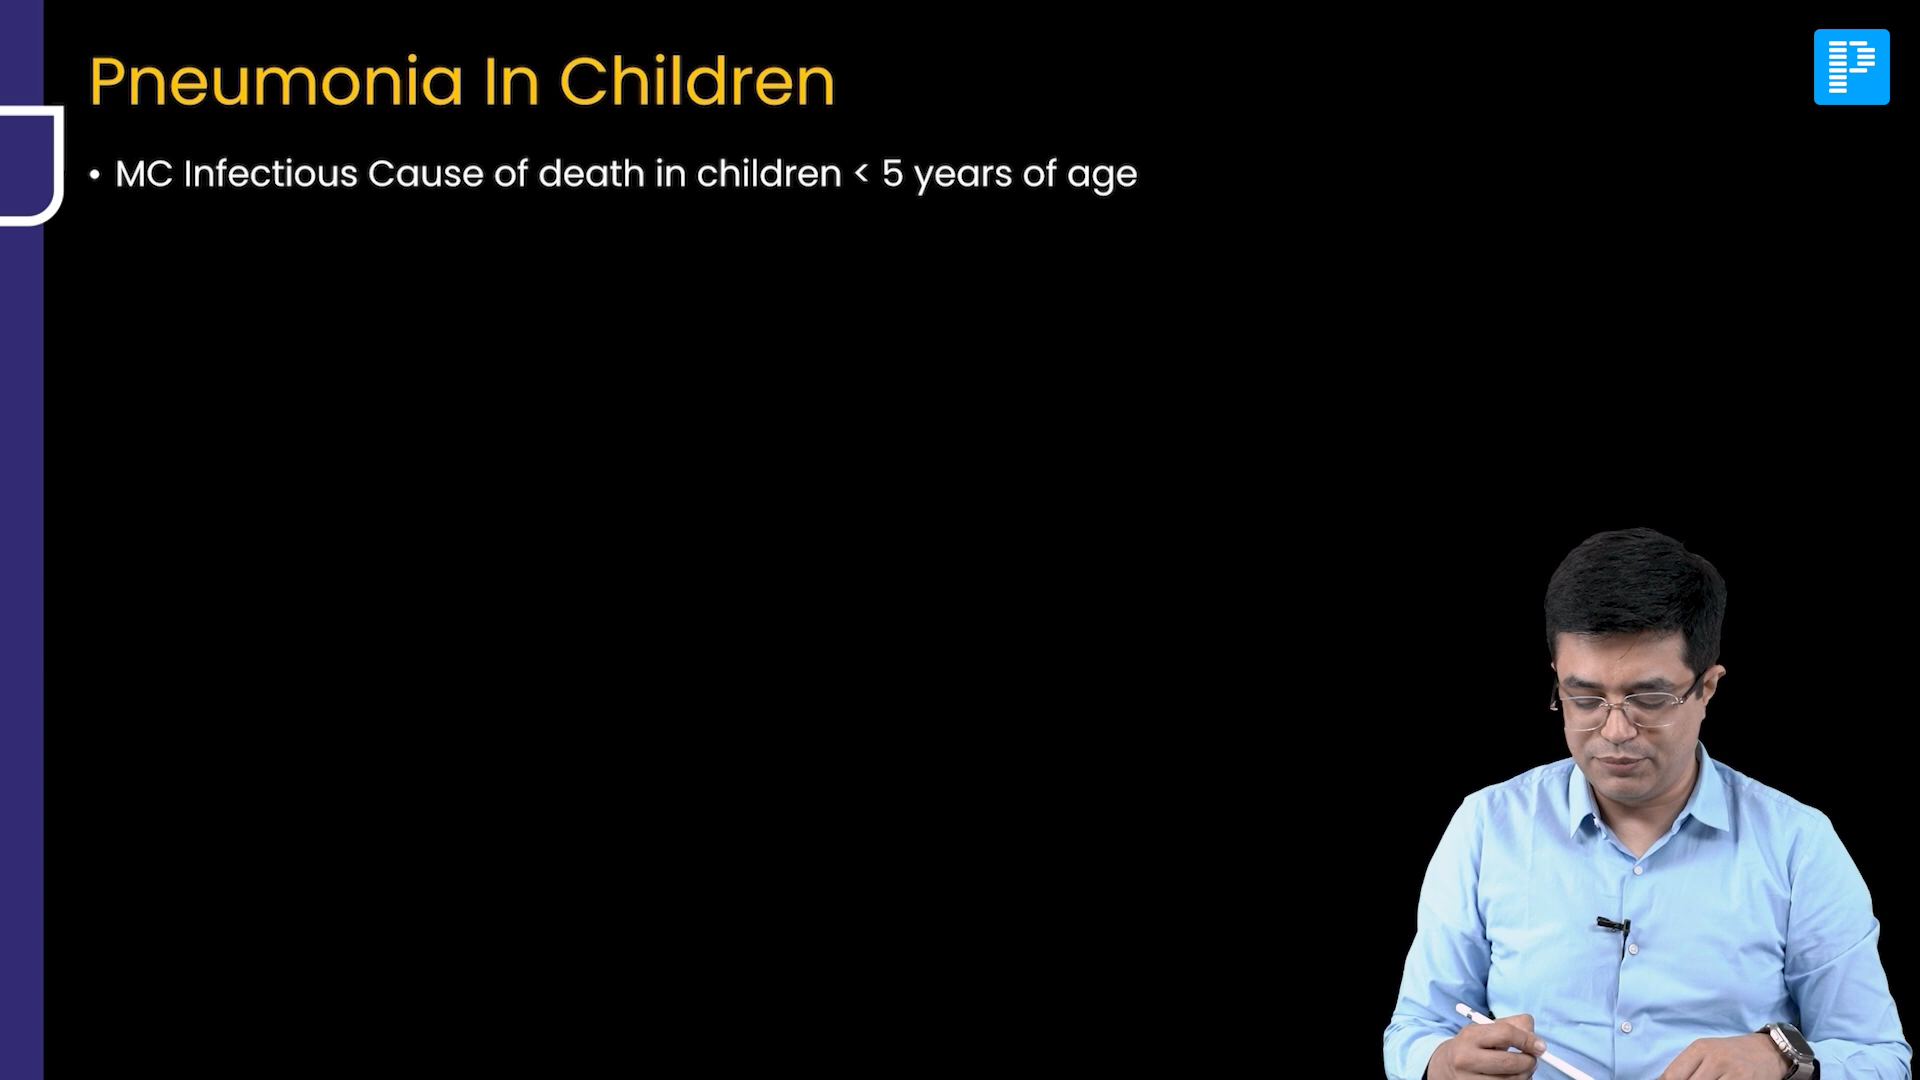 Pneumonia In Children
• MC Infectious Cause of death in children < 5 years of age